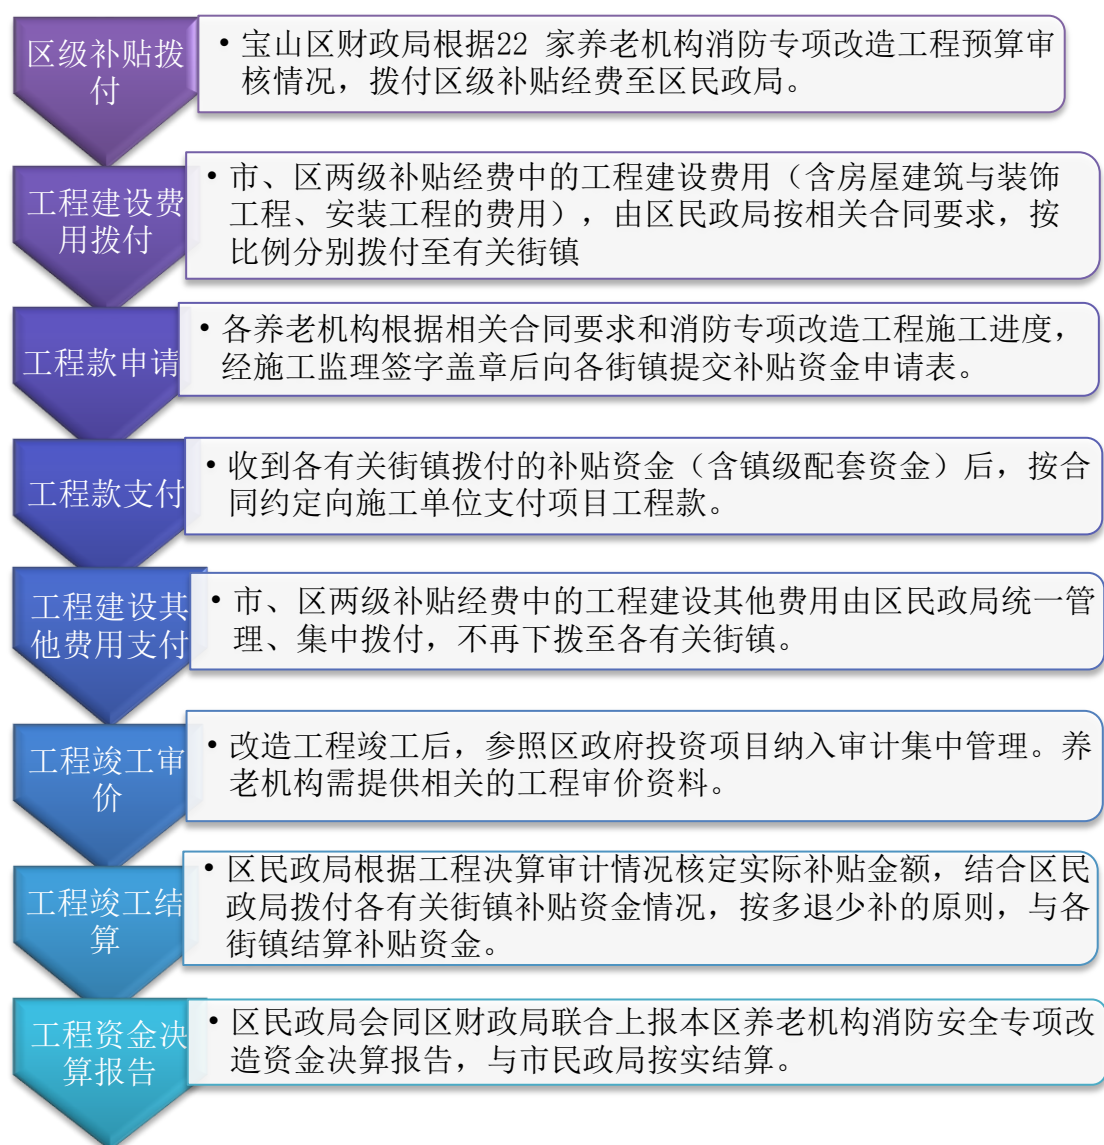 区级补贴拨
付
• 宝山区财政局根据22 家养老机构消防专项改造工程预算审
核情况，拨付区级补贴经费至区民政局。
工程建设费
用拨付
• 市、区两级补贴经费中的工程建设费用（含房屋建筑与装饰
工程、安装工程的费用），由区民政局按相关合同要求，按
比例分别拨付至有关街镇
工程款申请
• 各养老机构根据相关合同要求和消防专项改造工程施工进度，
经施工监理签字盖章后向各街镇提交补贴资金申请表。
工程款支付
• 收到各有关街镇拨付的补贴资金（含镇级配套资金）后，按合
同约定向施工单位支付项目工程款。
工程建设其
他费用支付
• 市、区两级补贴经费中的工程建设其他费用由区民政局统一管
理、集中拨付，不再下拨至各有关街镇。
工程竣工审
价
• 改造工程竣工后，参照区政府投资项目纳入审计集中管理。养
老机构需提供相关的工程审价资料。
工程竣工结
算
• 区民政局根据工程决算审计情况核定实际补贴金额，结合区民
政局拨付各有关街镇补贴资金情况，按多退少补的原则，与各
街镇结算补贴资金。
工程资金决
算报告
• 区民政局会同区财政局联合上报本区养老机构消防安全专项改
造资金决算报告，与市民政局按实结算。